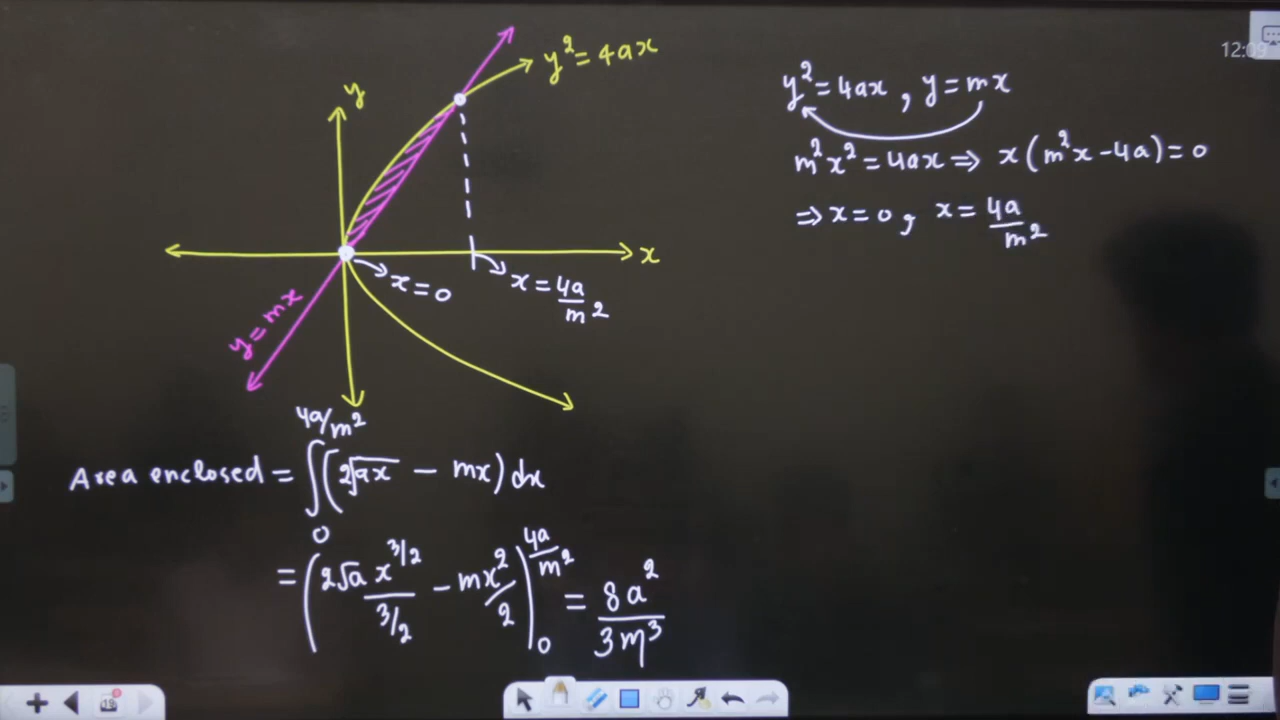 12:09
y² = 4ax
y
x
x = 0
x = 4a/m²
y = mx
y² = 4ax , y = mx
m²x² = 4ax ⇒ x(m²x - 4a) = 0
⇒ x = 0 , x = 4a/m²
Area enclosed = ∫₀^(4a/m²) (2√ax - mx) dx
= (2√a x^(3/2)/(3/2) - mx²/2)₀^(4a/m²) = 8a²/3m³